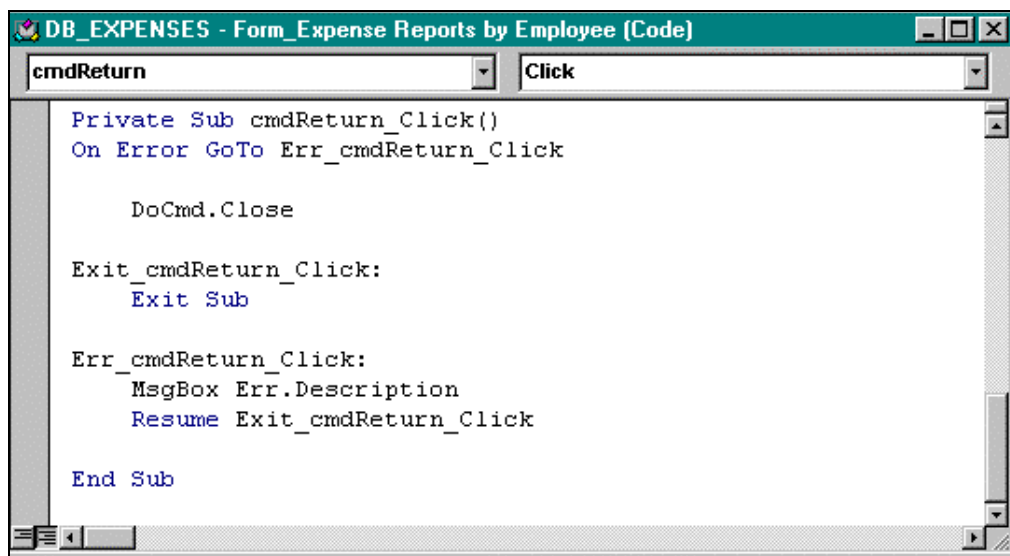 DB_EXPENSES - Form_Expense Reports by Employee (Code)
cmdReturn Click
Private Sub cmdReturn_Click()
On Error GoTo Err_cmdReturn_Click
DoCmd.Close
Exit_cmdReturn_Click:
Exit Sub
Err_cmdReturn_Click:
MsgBox Err.Description
Resume Exit_cmdReturn_Click
End Sub